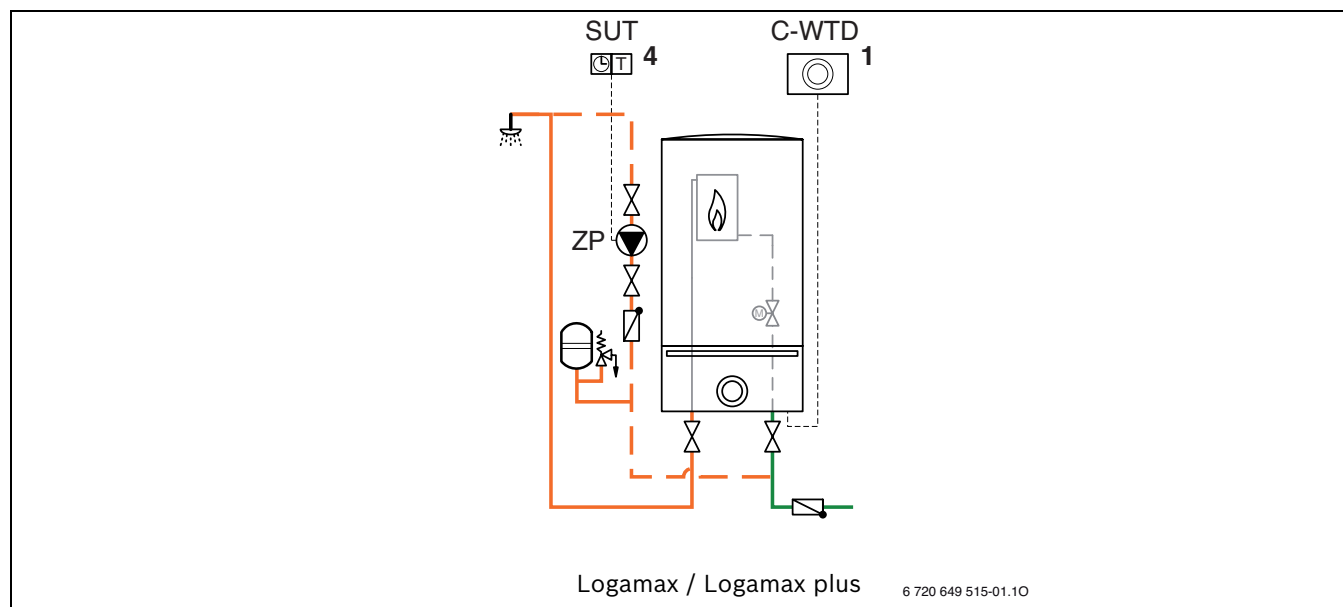 SUT
C-WTD
4
1
T
ZP
M
Logamax / Logamax plus
6 720 649 515-01.1O